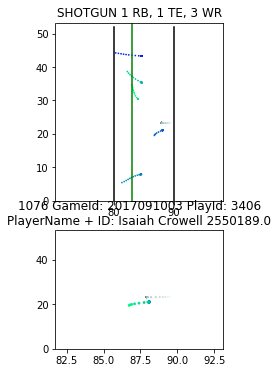 SHOTGUN 1 RB, 1 TE, 3 WR
50
40
30
20
10
0
80 90
1076 GameId: 2017091003 PlayId: 3406
PlayerName + ID: Isaiah Crowell 2550189.0
40
20
0
82.5 85.0 87.5 90.0 92.5